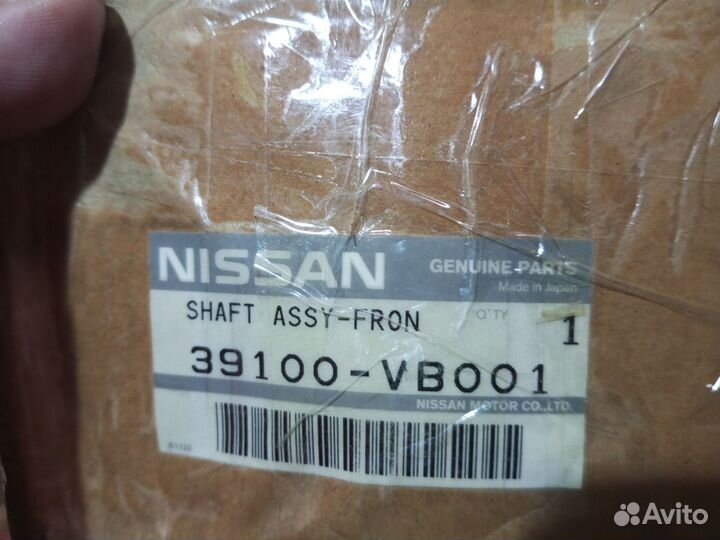 NISSAN
GENUINE PARTS
Made in Japan
SHAFT ASSY-FRON
Q'TY
1
39100-VB001
NISSAN MOTOR CO.,LTD.
Avito